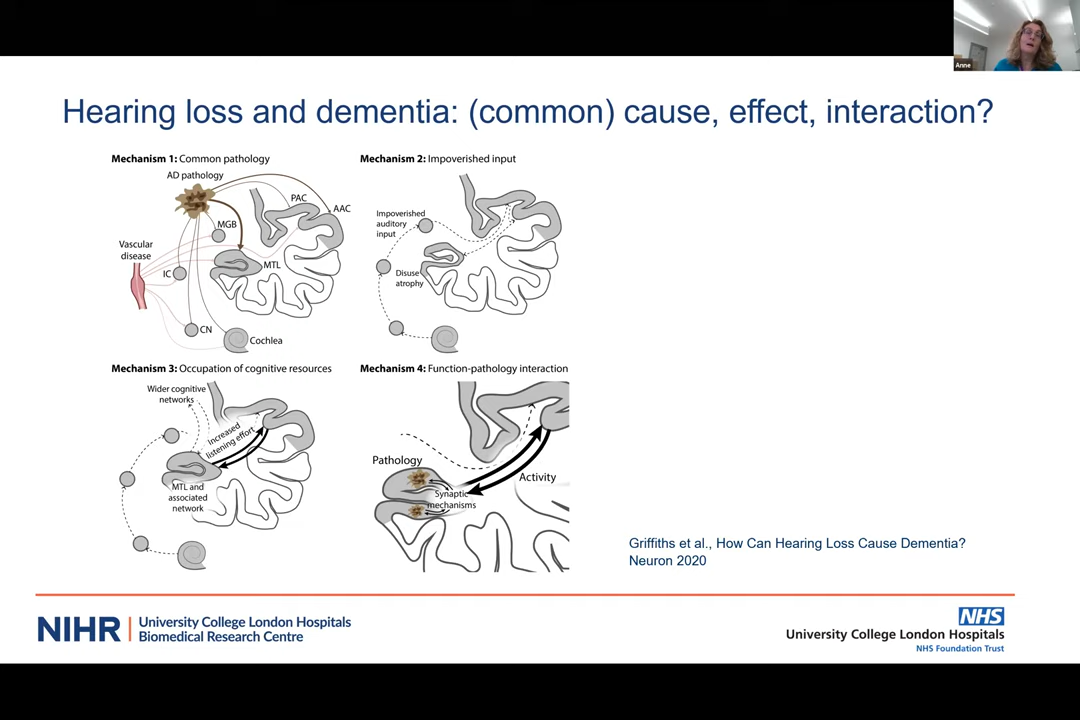 Anne
Hearing loss and dementia: (common) cause, effect, interaction?
Mechanism 1: Common pathology
AD pathology
PAC
AAC
MGB
Vascular
disease
MTL
IC
CN
Cochlea
Mechanism 2: Impoverished input
Impoverished
auditory
input
Disuse
atrophy
Mechanism 3: Occupation of cognitive resources
Wider cognitive
networks
Increased
listening effort
MTL and
associated
network
Mechanism 4: Function-pathology interaction
Pathology
Activity
Synaptic
mechanisms
Griffiths et al., How Can Hearing Loss Cause Dementia?
Neuron 2020
NIHR | University College London Hospitals
Biomedical Research Centre
NHS
University College London Hospitals
NHS Foundation Trust